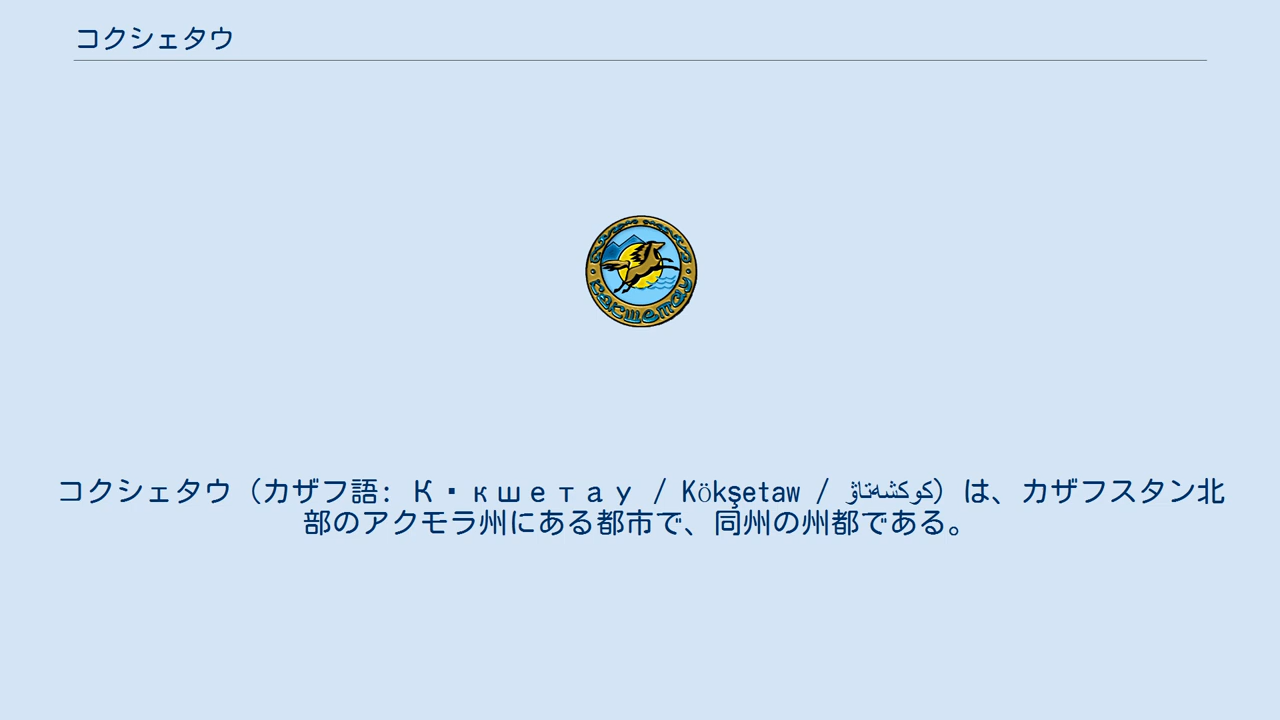 コクシェタウ
Көкшетау
コクシェタウ（カザフ語: К·кшетау / Kökşetaw / كوكشەتاۋ）は、カザフスタン北
部のアクモラ州にある都市で、同州の州都である。